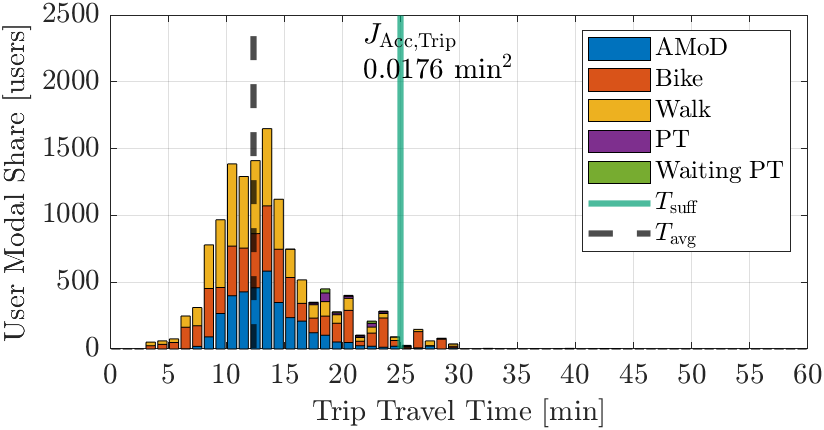 User Modal Share [users]
2500
2000
1500
1000
500
0
J_Acc,Trip
0.0176 min²
AMoD
Bike
Walk
PT
Waiting PT
T_suff
T_avg
0 5 10 15 20 25 30 35 40 45 50 55 60
Trip Travel Time [min]